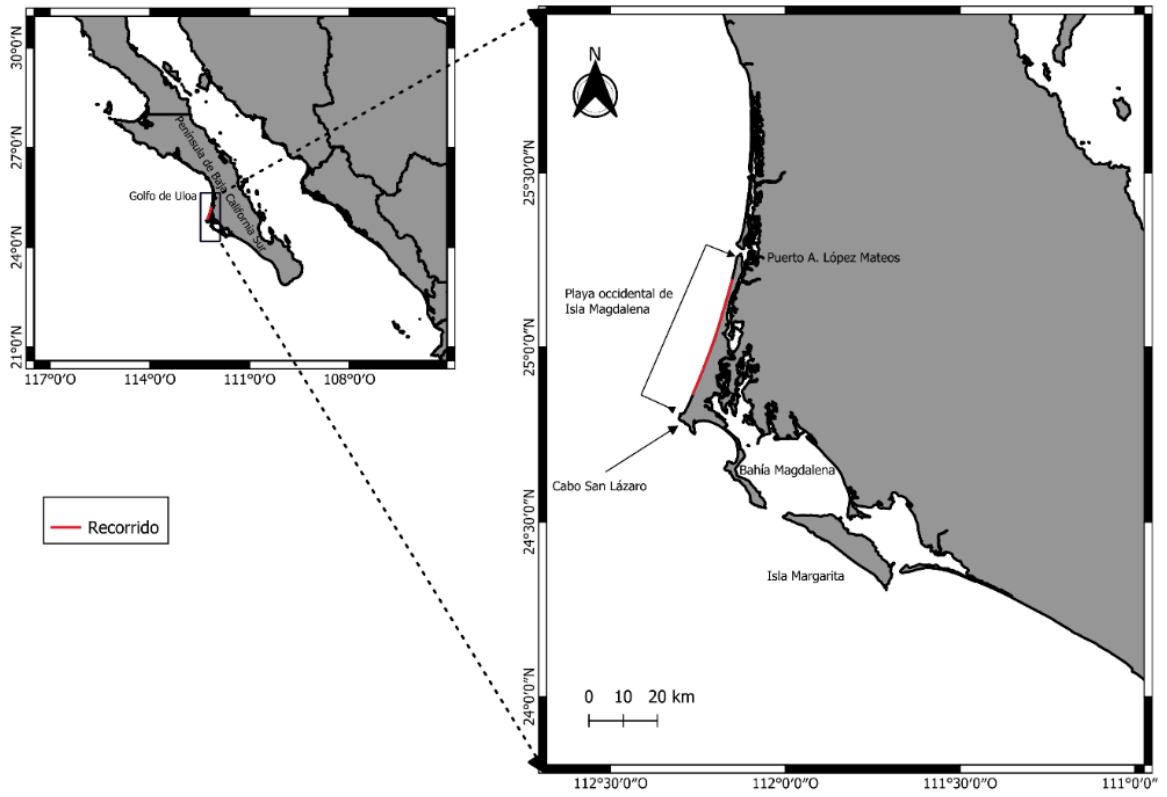 30°0'N
27°0'N
24°0'N
21°0'N
117°0'O
114°0'O
111°0'O
108°0'O
Península de Baja California Sur
Golfo de Uloa
Recorrido
N
25°30'0"N
25°0'0"N
24°30'0"N
24°0'0"N
Puerto A. López Mateos
Playa occidental de
Isla Magdalena
Cabo San Lázaro
Bahía Magdalena
Isla Margarita
0 10 20 km
112°30'0"O
112°0'0"O
111°30'0"O
111°0'0"